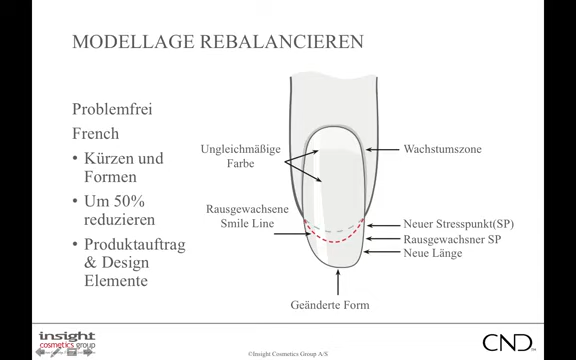 MODELLAGE REBALANCIEREN
Problemfrei
French
• Kürzen und
Formen
• Um 50%
reduzieren
• Produktauftrag
& Design
Elemente
Ungleichmäßige
Farbe
Rausgewachsene
Smile Line
Wachstumszone
Neuer Stresspunkt(SP)
Rausgewachsner SP
Neue Länge
Geänderte Form
insight
cosmetics group
©Insight Cosmetics Group A/S
CND